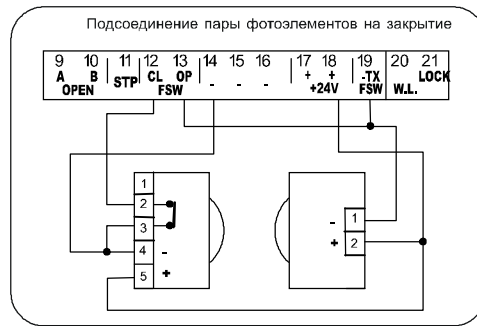 Подсоединение пары фотоэлементов на закрытие
9 10 11 12 13 14 15 16 17 18 19 20 21
A B STP CL OP - - - + + -TX LOCK
OPEN FSW +24V FSW W.L.
1
2
3
4 -
5 +
- 1
+ 2